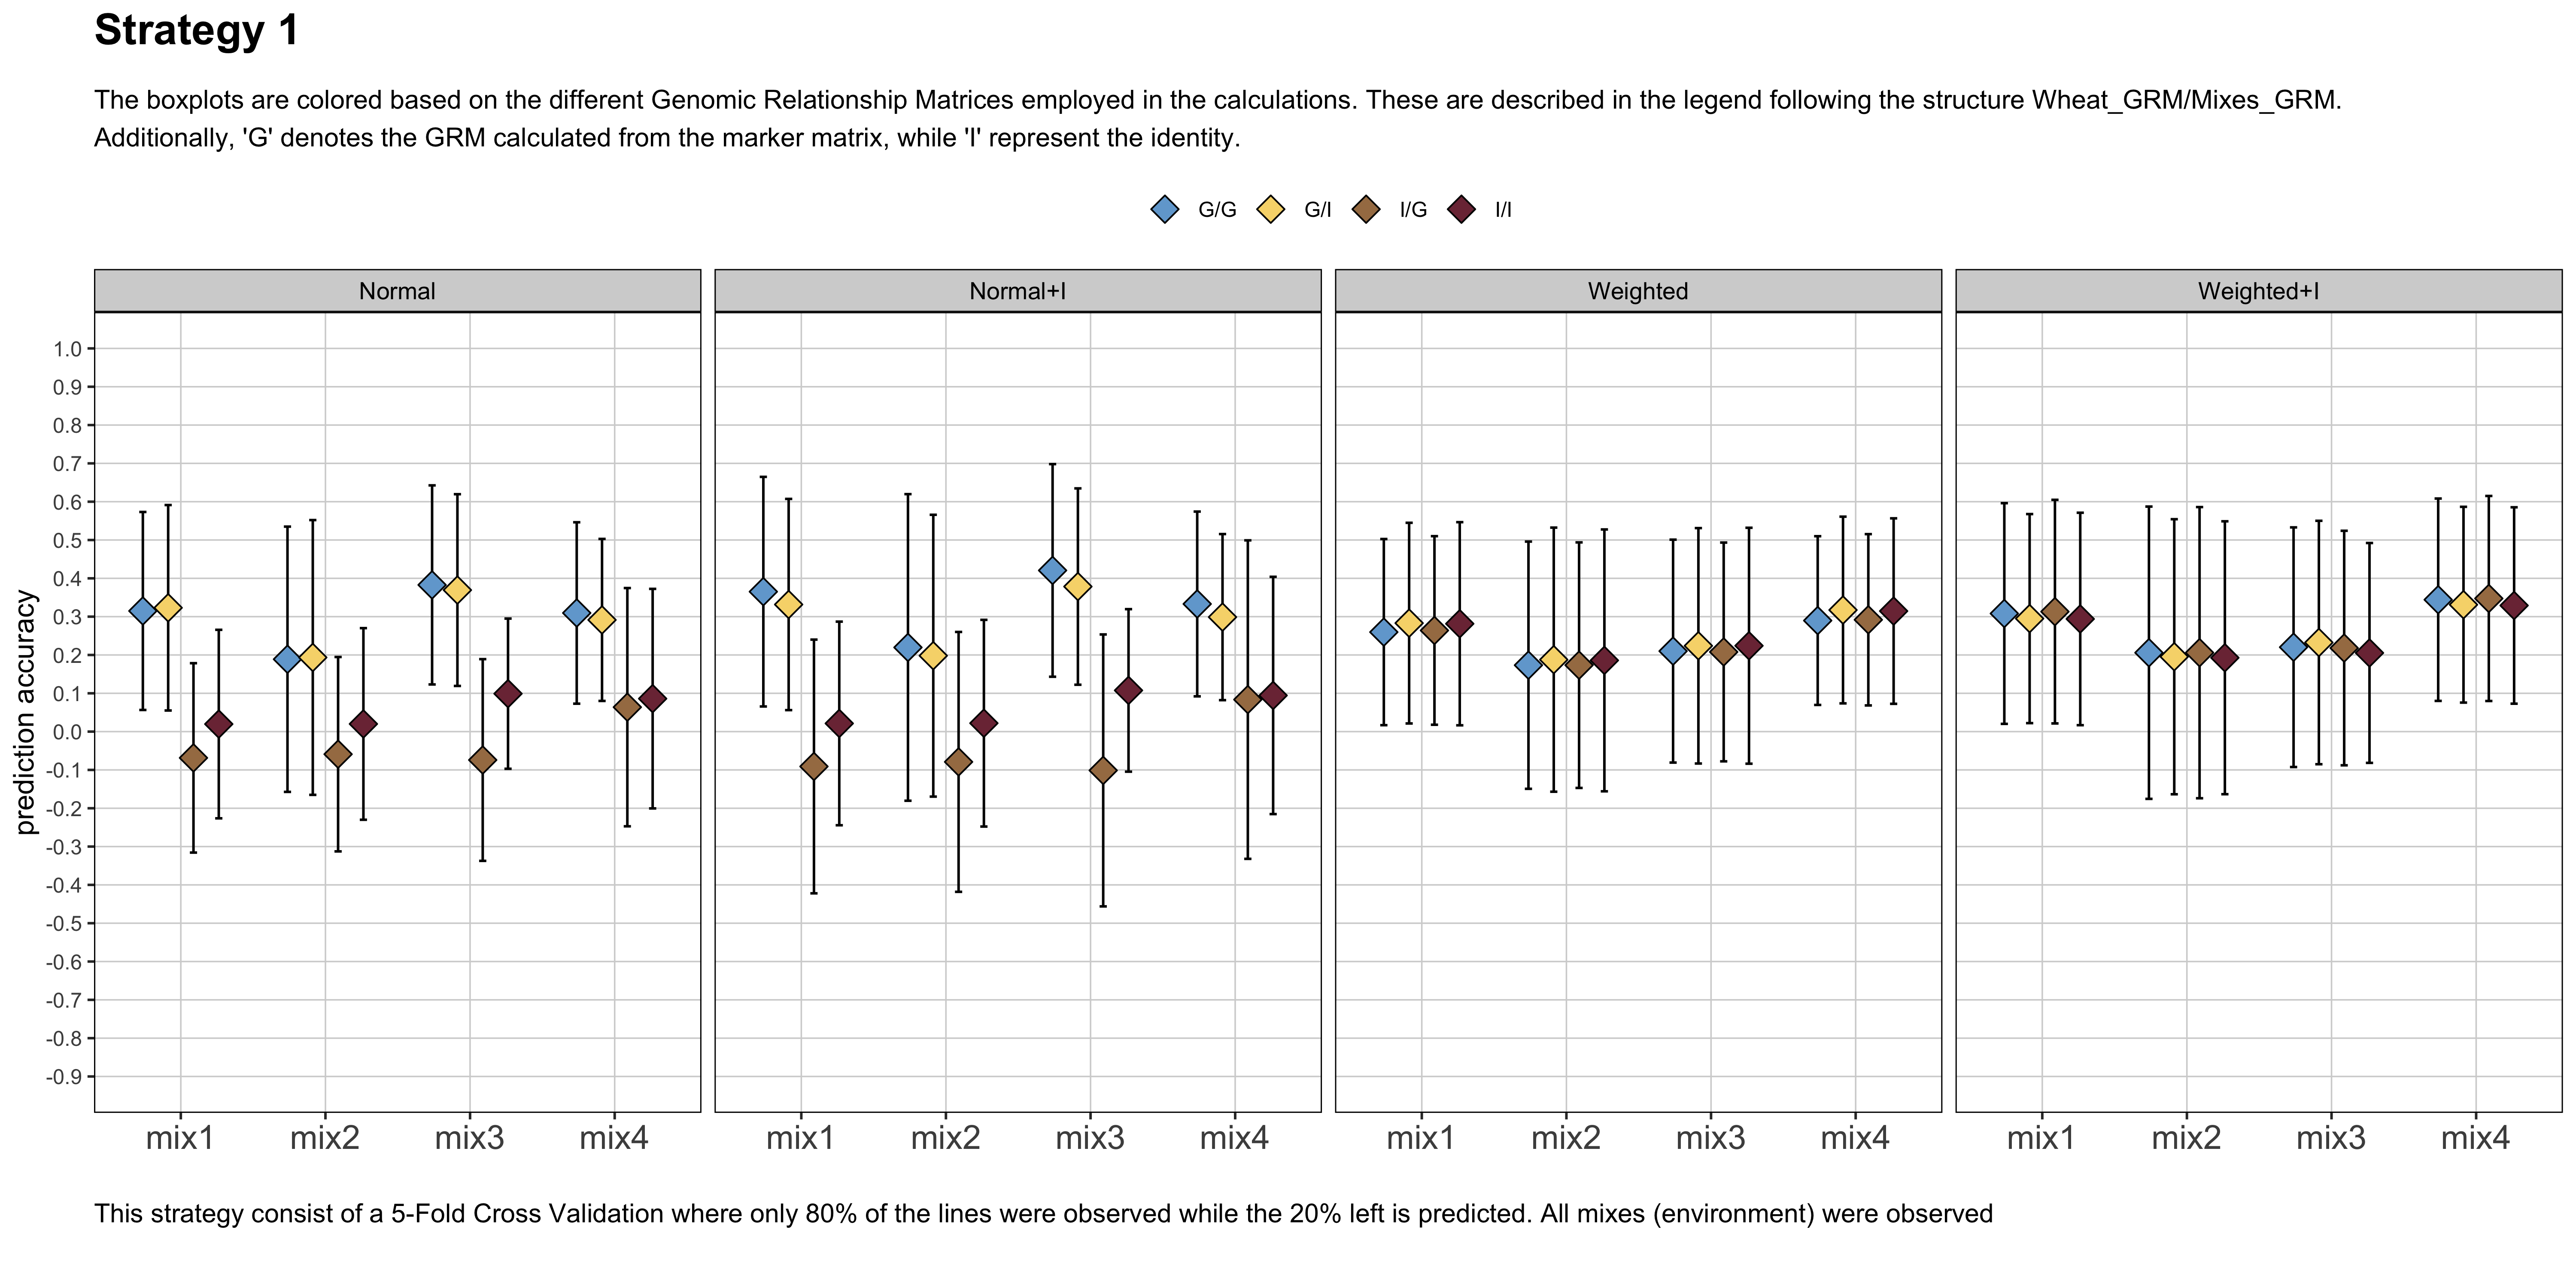 Strategy 1
The boxplots are colored based on the different Genomic Relationship Matrices employed in the calculations. These are described in the legend following the structure Wheat_GRM/Mixes_GRM.
Additionally, 'G' denotes the GRM calculated from the marker matrix, while 'I' represent the identity.
G/G G/I I/G I/I
Normal Normal+I Weighted Weighted+I
prediction accuracy
1.0
0.9
0.8
0.7
0.6
0.5
0.4
0.3
0.2
0.1
0.0
-0.1
-0.2
-0.3
-0.4
-0.5
-0.6
-0.7
-0.8
-0.9
mix1 mix2 mix3 mix4 mix1 mix2 mix3 mix4 mix1 mix2 mix3 mix4 mix1 mix2 mix3 mix4
This strategy consist of a 5-Fold Cross Validation where only 80% of the lines were observed while the 20% left is predicted. All mixes (environment) were observed